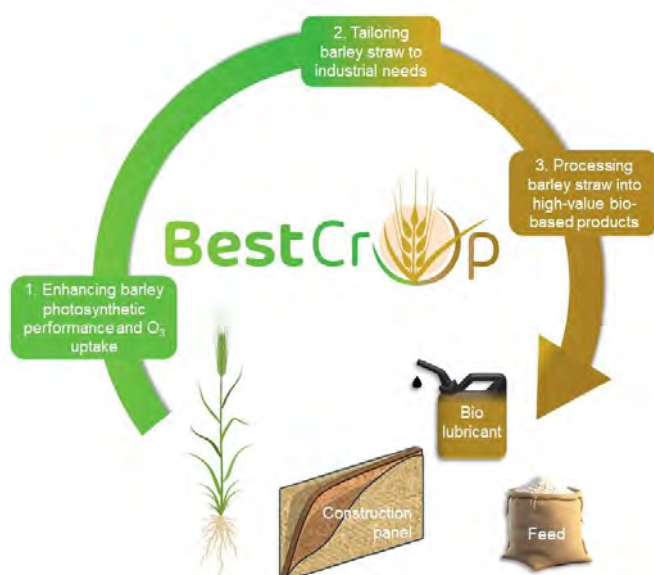 2. Tailoring
barley straw to
industrial needs
3. Processing
barley straw into
high-value bio-
based products
BestCrOp
1. Enhancing barley
photosynthetic
performance and O₃
uptake
Bio
lubricant
Construction
panel
Feed